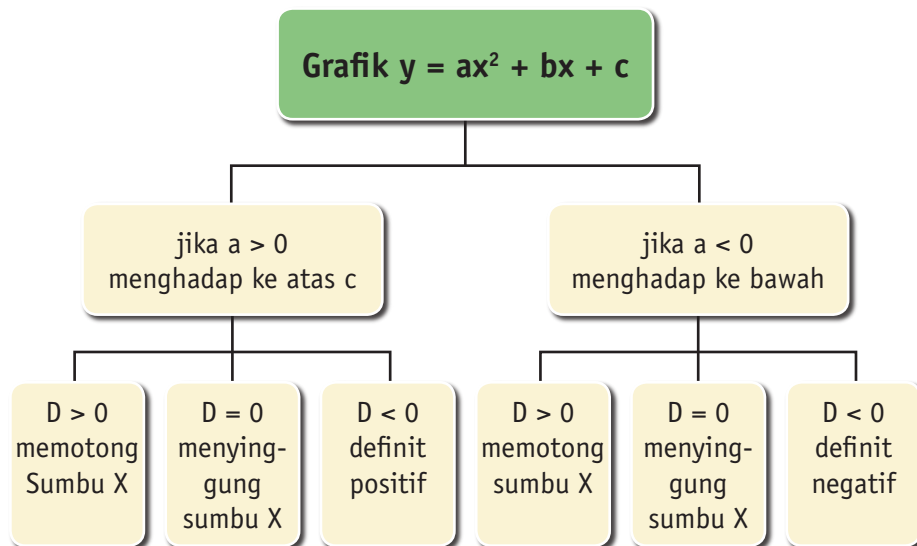 Grafik y = ax² + bx + c
jika a > 0
menghadap ke atas c
jika a < 0
menghadap ke bawah
D > 0
memotong
Sumbu X
D = 0
menying-
gung
sumbu X
D < 0
definit
positif
D > 0
memotong
sumbu X
D = 0
menying-
gung
sumbu X
D < 0
definit
negatif